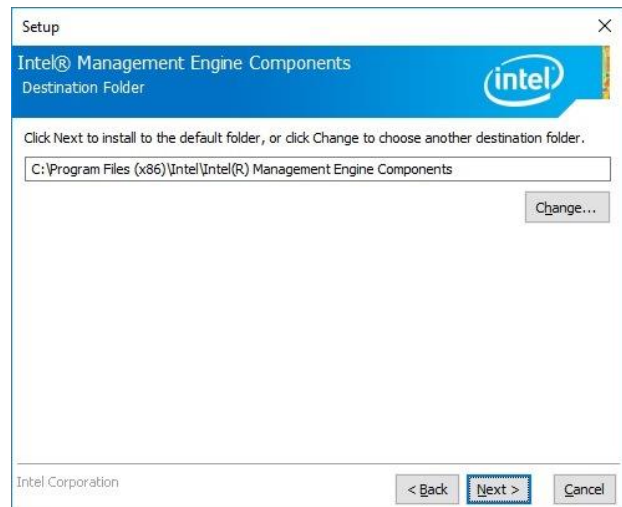 Setup
Intel® Management Engine Components
Destination Folder
intel
Click Next to install to the default folder, or click Change to choose another destination folder.
C:\Program Files (x86)\Intel\Intel(R) Management Engine Components
Change...
Intel Corporation
< Back Next > Cancel